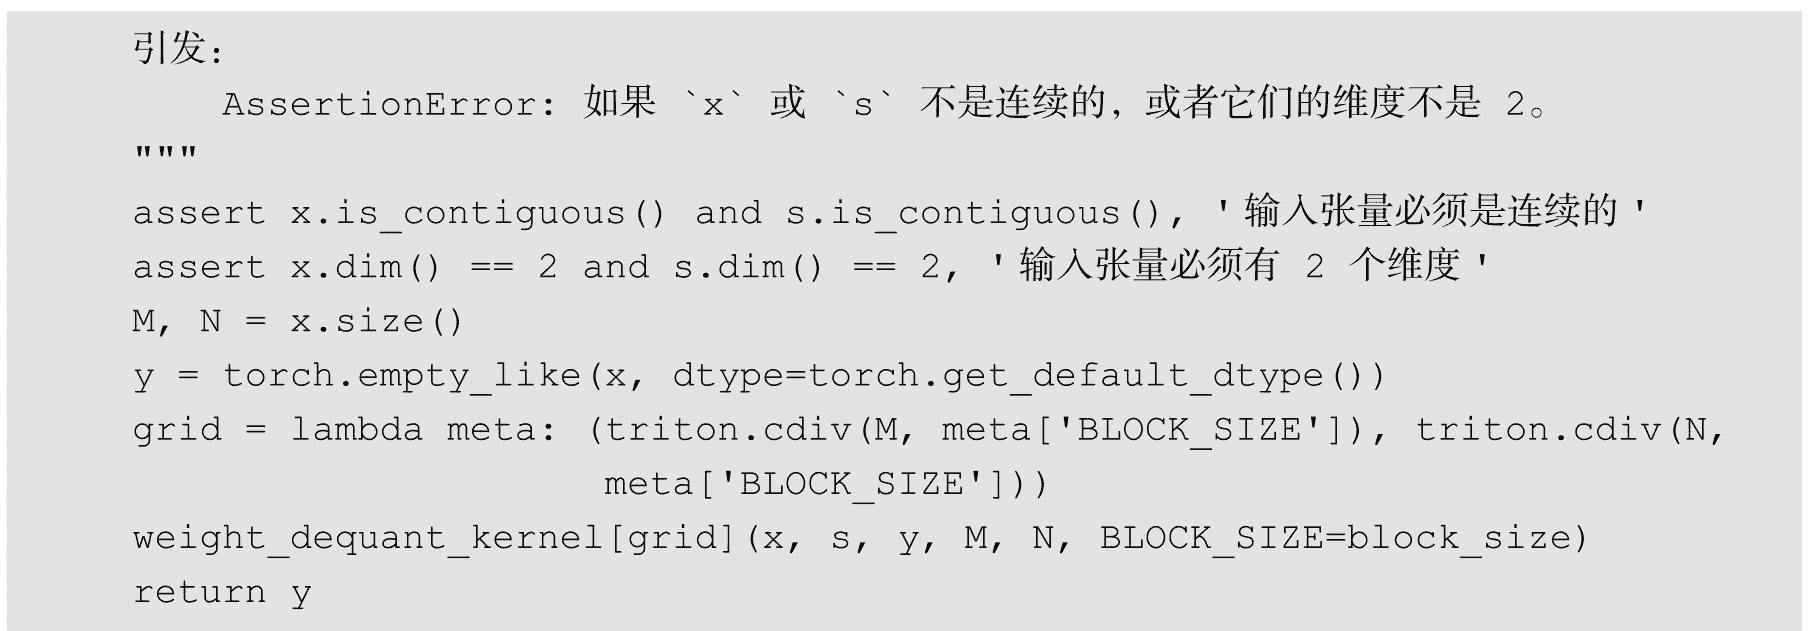 引发:
AssertionError: 如果 `x` 或 `s` 不是连续的, 或者它们的维度不是 2。
"""
assert x.is_contiguous() and s.is_contiguous(), '输入张量必须是连续的'
assert x.dim() == 2 and s.dim() == 2, '输入张量必须有 2 个维度'
M, N = x.size()
y = torch.empty_like(x, dtype=torch.get_default_dtype())
grid = lambda meta: (triton.cdiv(M, meta['BLOCK_SIZE']), triton.cdiv(N,
meta['BLOCK_SIZE']))
weight_dequant_kernel[grid](x, s, y, M, N, BLOCK_SIZE=block_size)
return y